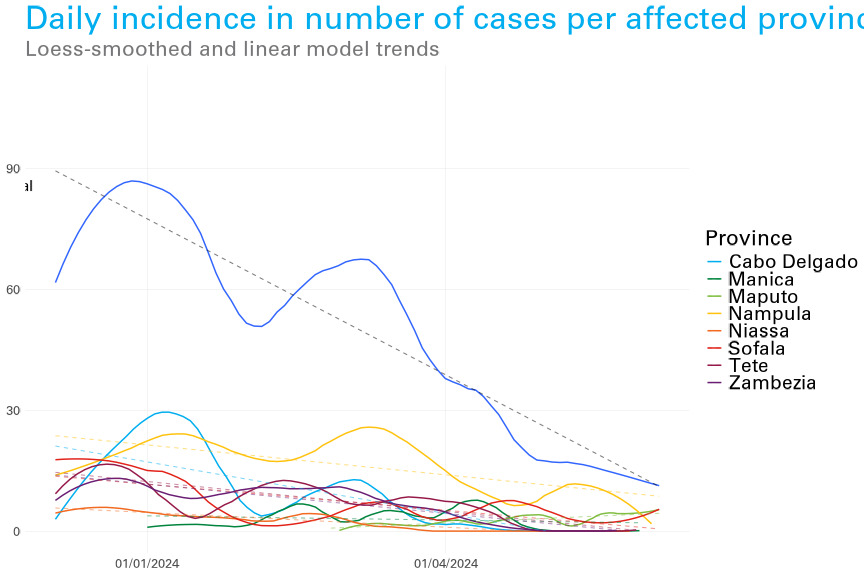 Daily incidence in number of cases per affected provinc
Loess-smoothed and linear model trends
90
al
60
30
0
01/01/2024
01/04/2024
Province
Cabo Delgado
Manica
Maputo
Nampula
Niassa
Sofala
Tete
Zambezia